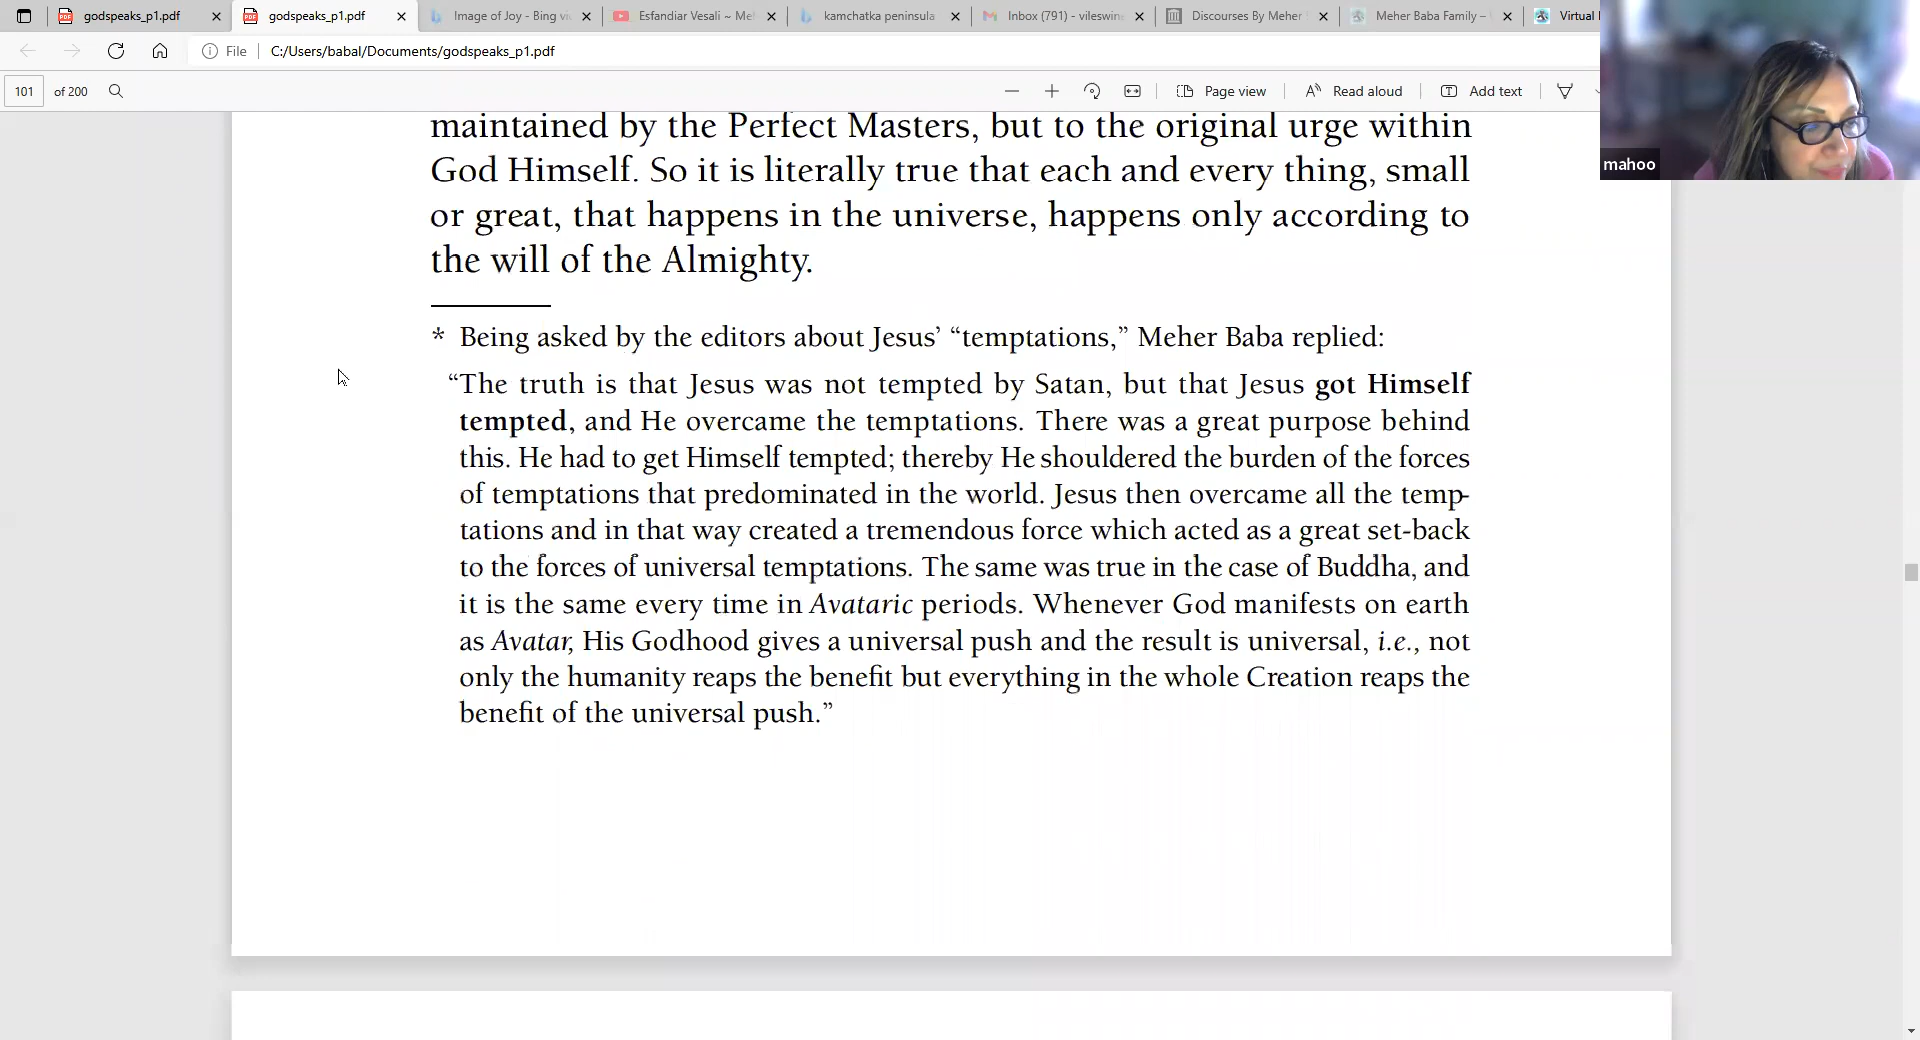 godspeaks_p1.pdf
godspeaks_p1.pdf
Image of Joy - Bing vi
Esfandiar Vesali ~ Me
kamchatka peninsula
Inbox (791) - vileswine
Discourses By Meher
Meher Baba Family –
Virtual
File
C:/Users/babal/Documents/godspeaks_p1.pdf
101
of 200
Page view
Read aloud
Add text
mahoo
maintained by the Perfect Masters, but to the original urge within
God Himself. So it is literally true that each and every thing, small
or great, that happens in the universe, happens only according to
the will of the Almighty.
* Being asked by the editors about Jesus’ “temptations,” Meher Baba replied:
“The truth is that Jesus was not tempted by Satan, but that Jesus got Himself
tempted, and He overcame the temptations. There was a great purpose behind
this. He had to get Himself tempted; thereby He shouldered the burden of the forces
of temptations that predominated in the world. Jesus then overcame all the temp-
tations and in that way created a tremendous force which acted as a great set-back
to the forces of universal temptations. The same was true in the case of Buddha, and
it is the same every time in Avataric periods. Whenever God manifests on earth
as Avatar, His Godhood gives a universal push and the result is universal, i.e., not
only the humanity reaps the benefit but everything in the whole Creation reaps the
benefit of the universal push.”